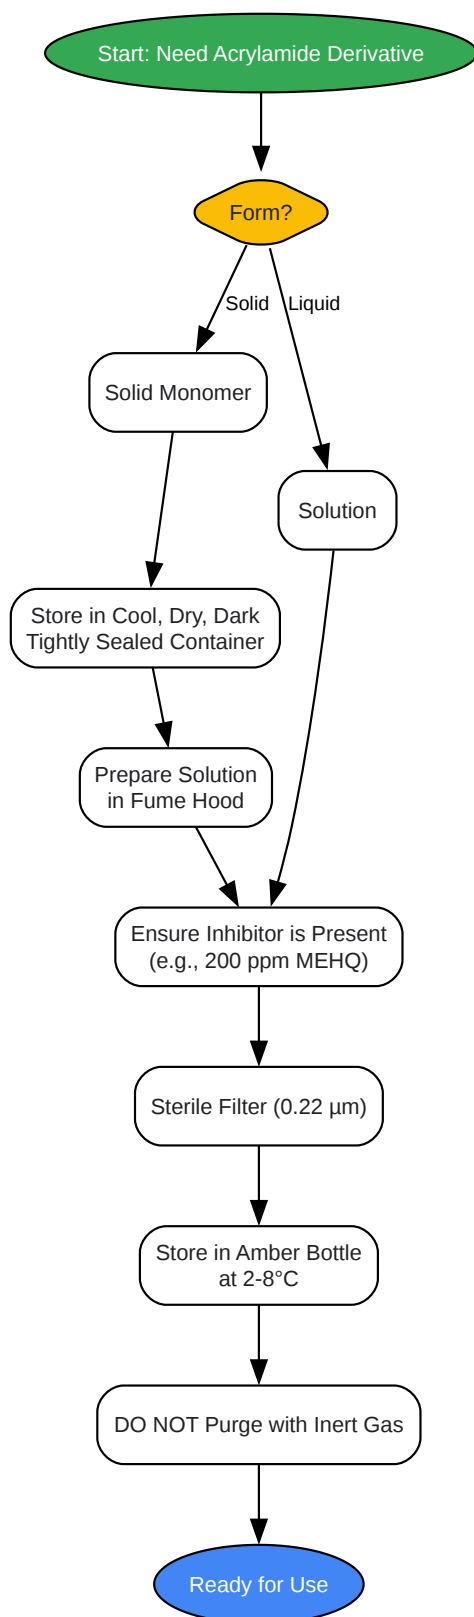 Start: Need Acrylamide Derivative
Form?
Solid
Liquid
Solid Monomer
Solution
Store in Cool, Dry, Dark
Tightly Sealed Container
Prepare Solution
in Fume Hood
Ensure Inhibitor is Present
(e.g., 200 ppm MEHQ)
Sterile Filter (0.22 µm)
Store in Amber Bottle
at 2-8°C
DO NOT Purge with Inert Gas
Ready for Use